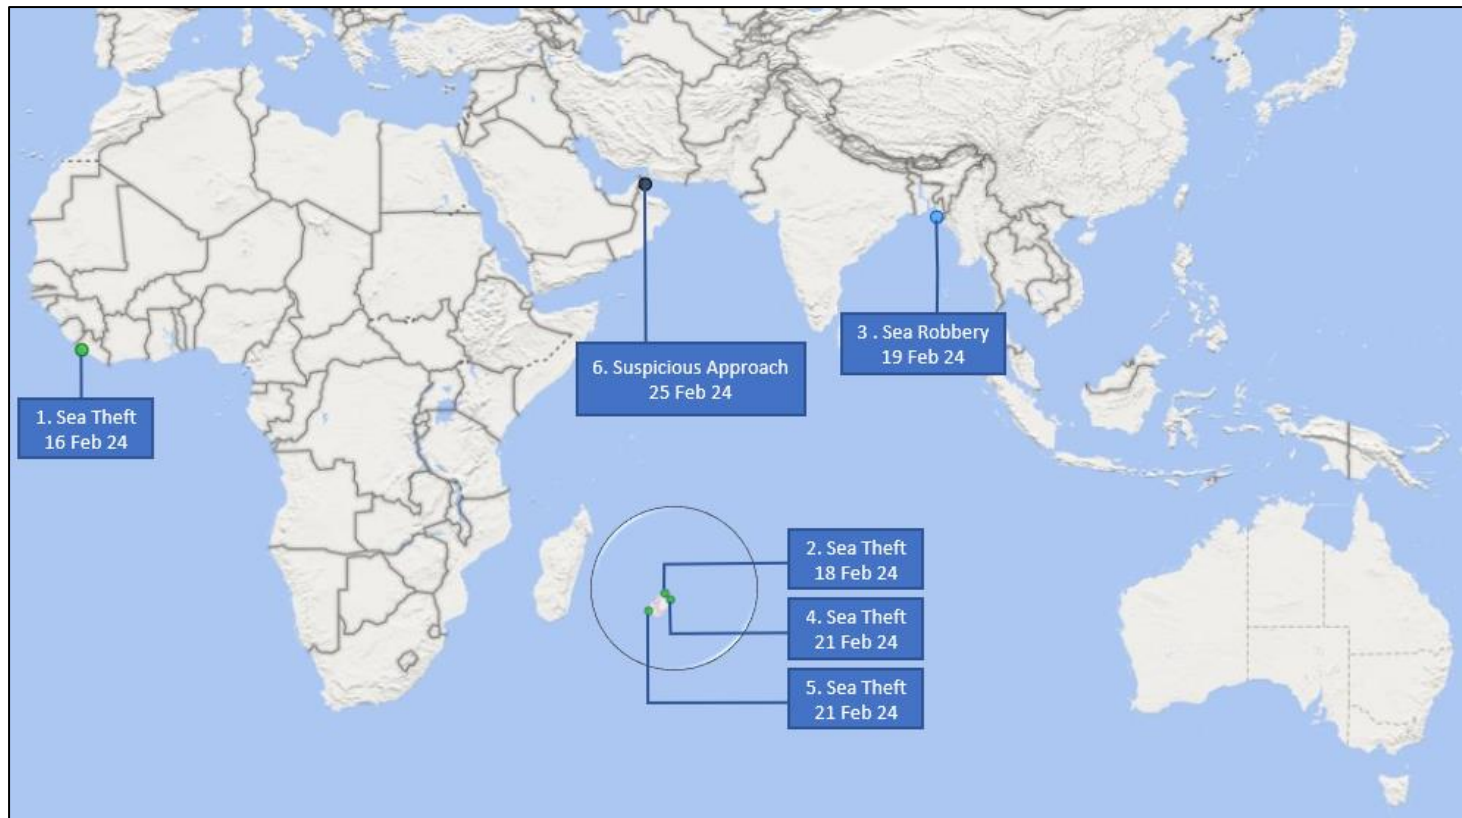 1. Sea Theft
16 Feb 24
6. Suspicious Approach
25 Feb 24
3 . Sea Robbery
19 Feb 24
2. Sea Theft
18 Feb 24
4. Sea Theft
21 Feb 24
5. Sea Theft
21 Feb 24